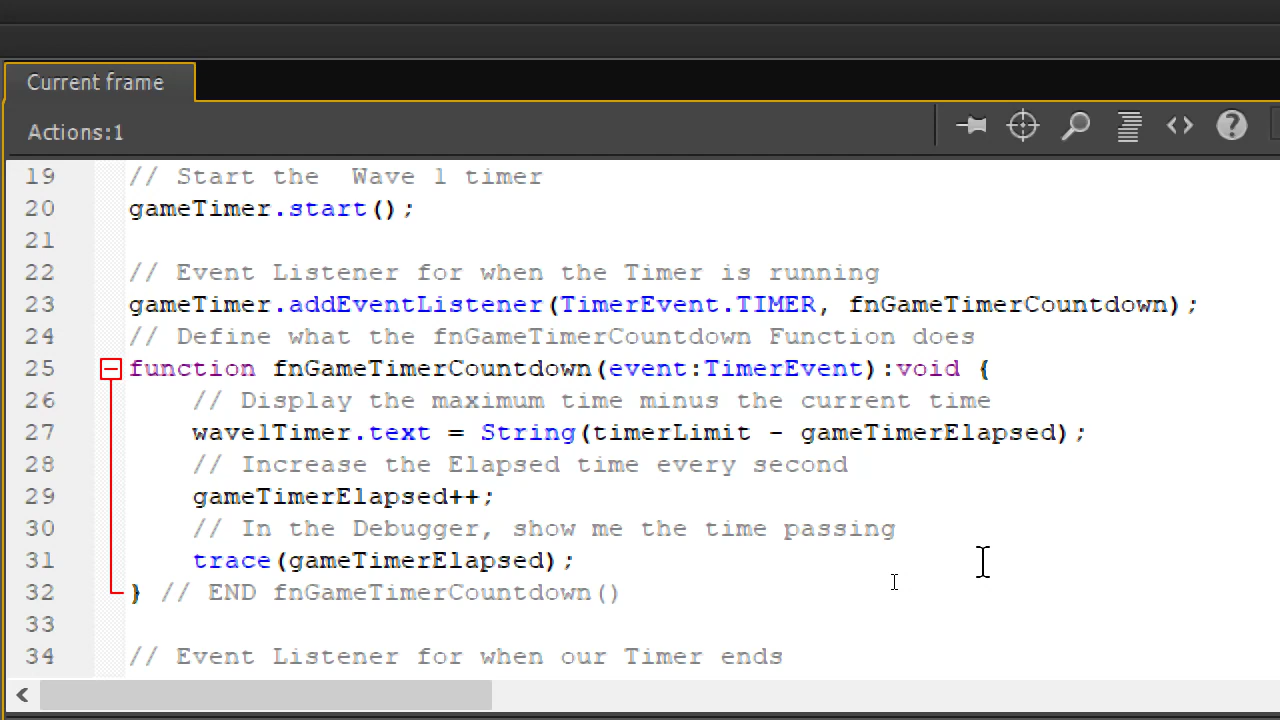 Current frame
Actions:1
19 // Start the  Wave 1 timer
20 gameTimer.start();
21
22 // Event Listener for when the Timer is running
23 gameTimer.addEventListener(TimerEvent.TIMER, fnGameTimerCountdown);
24 // Define what the fnGameTimerCountdown Function does
25 function fnGameTimerCountdown(event:TimerEvent):void {
26 // Display the maximum time minus the current time
27 wave1Timer.text = String(timerLimit - gameTimerElapsed);
28 // Increase the Elapsed time every second
29 gameTimerElapsed++;
30 // In the Debugger, show me the time passing
31 trace(gameTimerElapsed);
32 } // END fnGameTimerCountdown()
33
34 // Event Listener for when our Timer ends